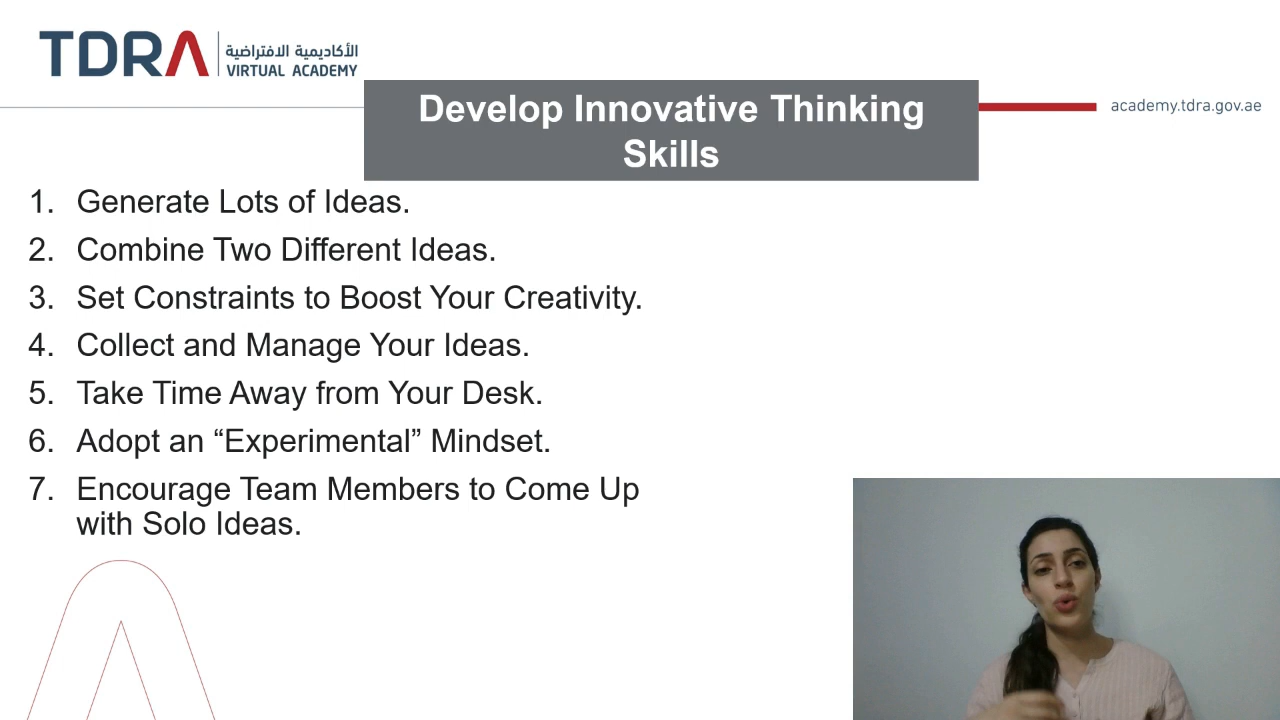 TDRA
الأكاديمية الافتراضية
VIRTUAL ACADEMY
Develop Innovative Thinking
Skills
academy.tdra.gov.ae
1. Generate Lots of Ideas.
2. Combine Two Different Ideas.
3. Set Constraints to Boost Your Creativity.
4. Collect and Manage Your Ideas.
5. Take Time Away from Your Desk.
6. Adopt an “Experimental” Mindset.
7. Encourage Team Members to Come Up
with Solo Ideas.